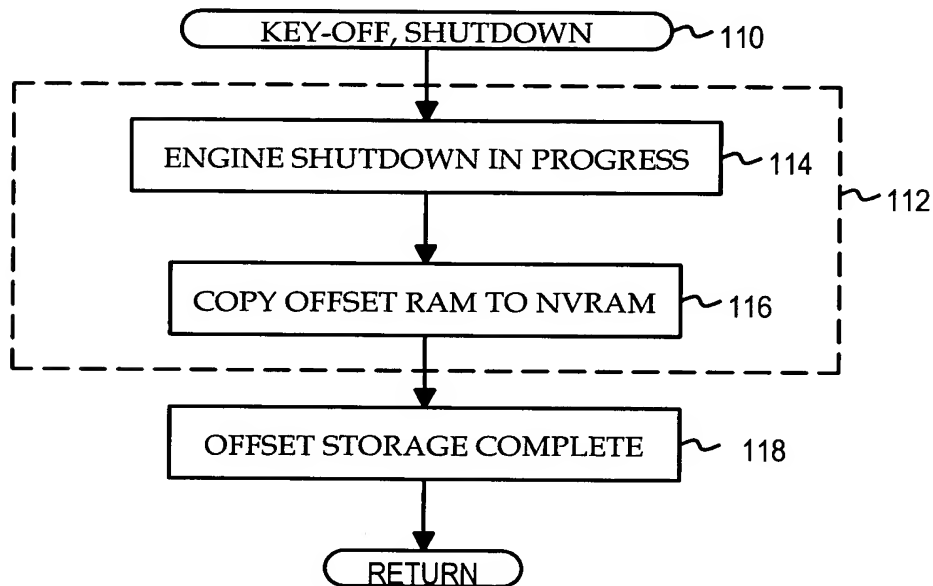 KEY-OFF, SHUTDOWN 110
ENGINE SHUTDOWN IN PROGRESS 114
112
COPY OFFSET RAM TO NVRAM 116
OFFSET STORAGE COMPLETE 118
RETURN